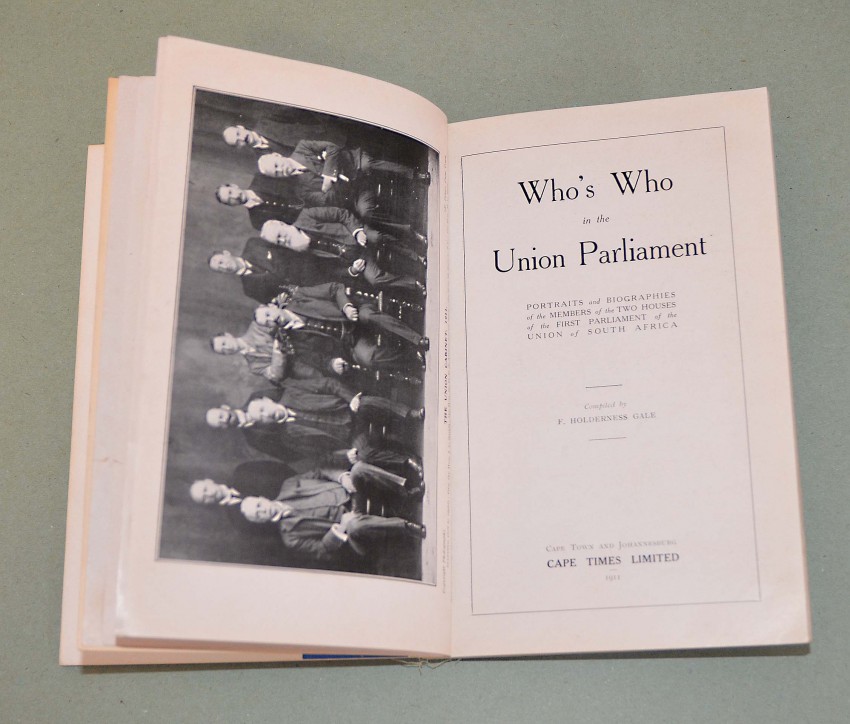 THE UNION CABINET, 1911
Who's Who
in the
Union Parliament
PORTRAITS and BIOGRAPHIES
of the MEMBERS of the TWO HOUSES
of the FIRST PARLIAMENT of the
UNION of SOUTH AFRICA
Compiled by
F. HOLDERNESS GALE
CAPE TOWN AND JOHANNESBURG
CAPE TIMES LIMITED